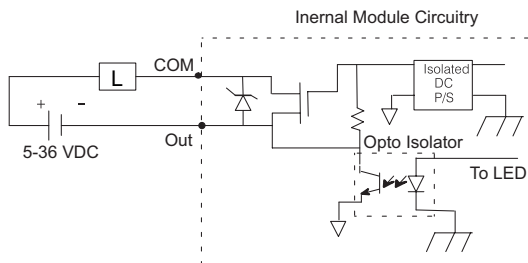 Inernal Module Circuitry
COM
L
Isolated
DC
P/S
+ -
Out
5-36 VDC
Opto Isolator
To LED